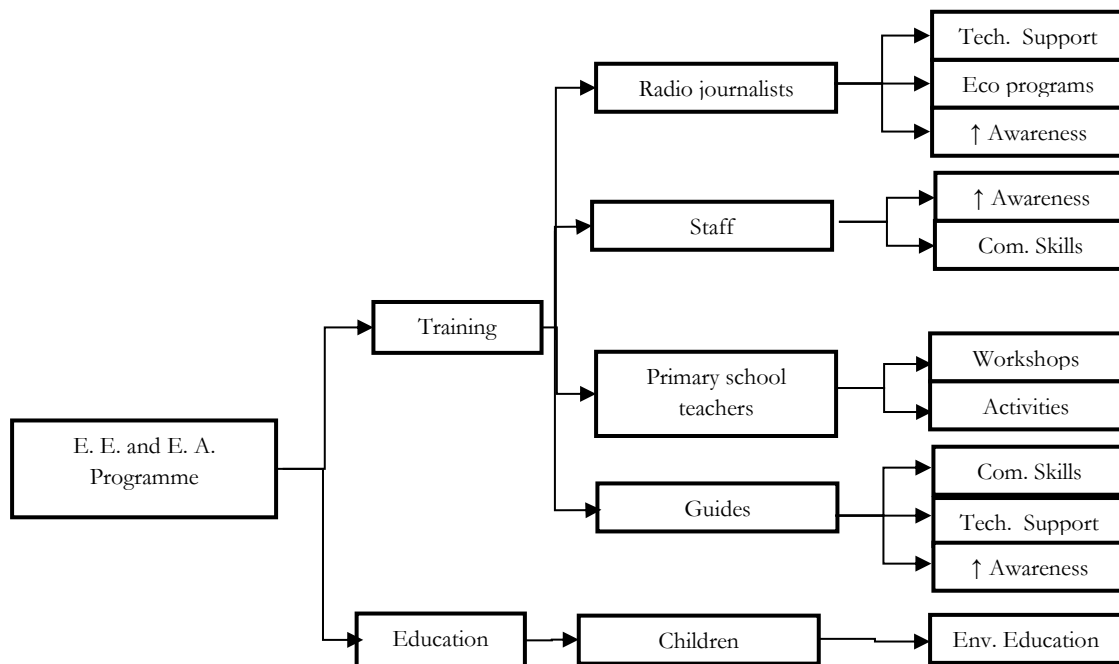 Tech. Support
Radio journalists
Eco programs
↑ Awareness
↑ Awareness
Staff
Com. Skills
Training
Primary school
teachers
Workshops
Activities
E. E. and E. A.
Programme
Com. Skills
Guides
Tech. Support
↑ Awareness
Education
Children
Env. Education